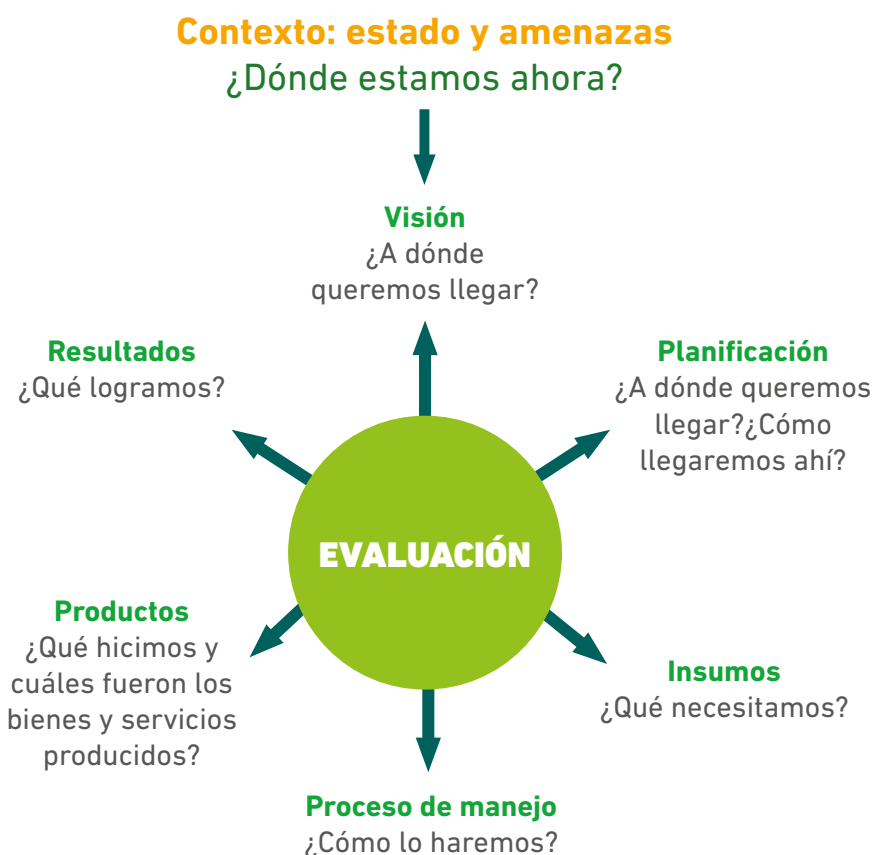 Contexto: estado y amenazas
¿Dónde estamos ahora?
Visión
¿A dónde
queremos llegar?
Resultados
¿Qué logramos?
Planificación
¿A dónde queremos
llegar?¿Cómo
llegaremos ahí?
EVALUACIÓN
Productos
¿Qué hicimos y
cuáles fueron los
bienes y servicios
producidos?
Insumos
¿Qué necesitamos?
Proceso de manejo
¿Cómo lo haremos?